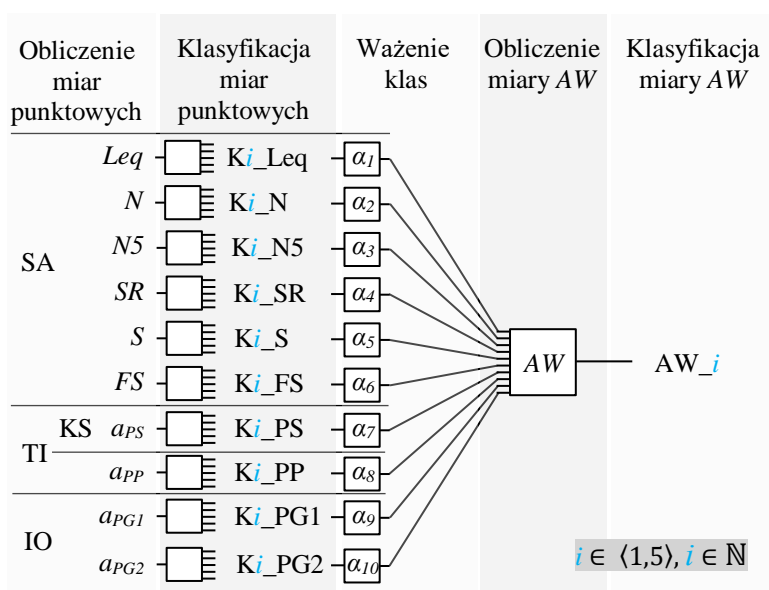 Obliczenie miar punktowych
Klasyfikacja miar punktowych
Ważenie klas
Obliczenie miary AW
Klasyfikacja miary AW
SA
Leq Ki_Leq α1
N Ki_N α2
N5 Ki_N5 α3
SR Ki_SR α4
S Ki_S α5
FS Ki_FS α6
AW AW_i
TI
KS aPS Ki_PS α7
aPP Ki_PP α8
IO
aPG1 Ki_PG1 α9
aPG2 Ki_PG2 α10
i ∈ ⟨1,5⟩, i ∈ ℕ